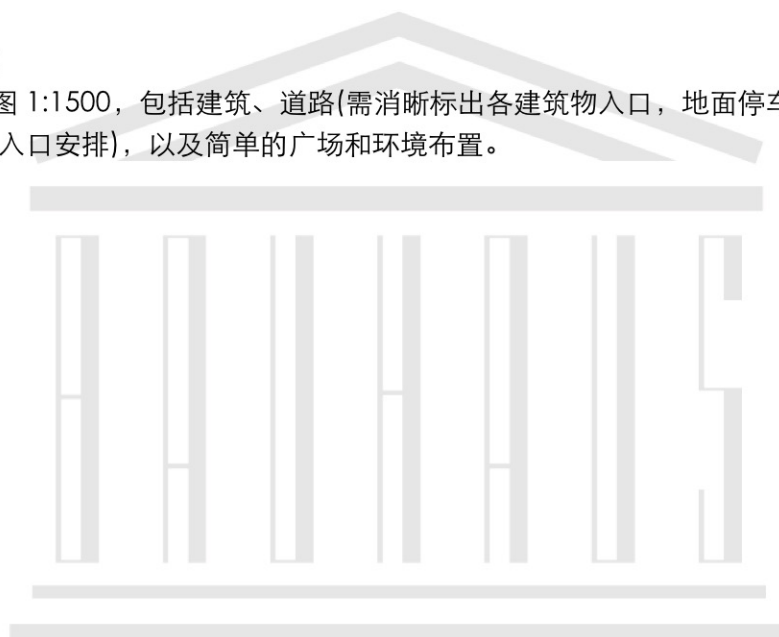 图 1:1500，包括建筑、道路(需消晰标出各建筑物入口，地面停车
入口安排)，以及简单的广场和环境布置。
BAUHAUS